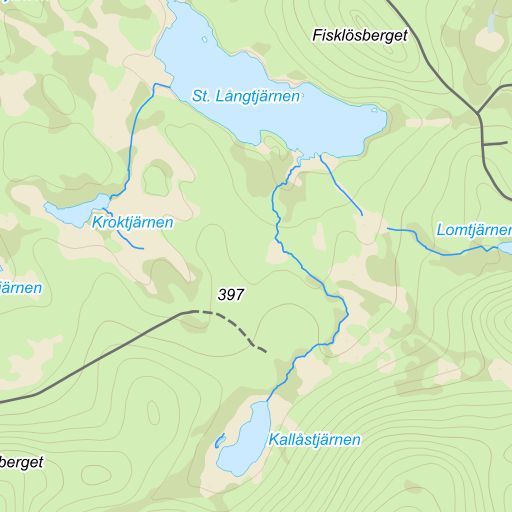 Fisklösberget
St. Långtjärnen
Kroktjärnen
Lomtjärnen
järnen
397
Kallåstjärnen
berget